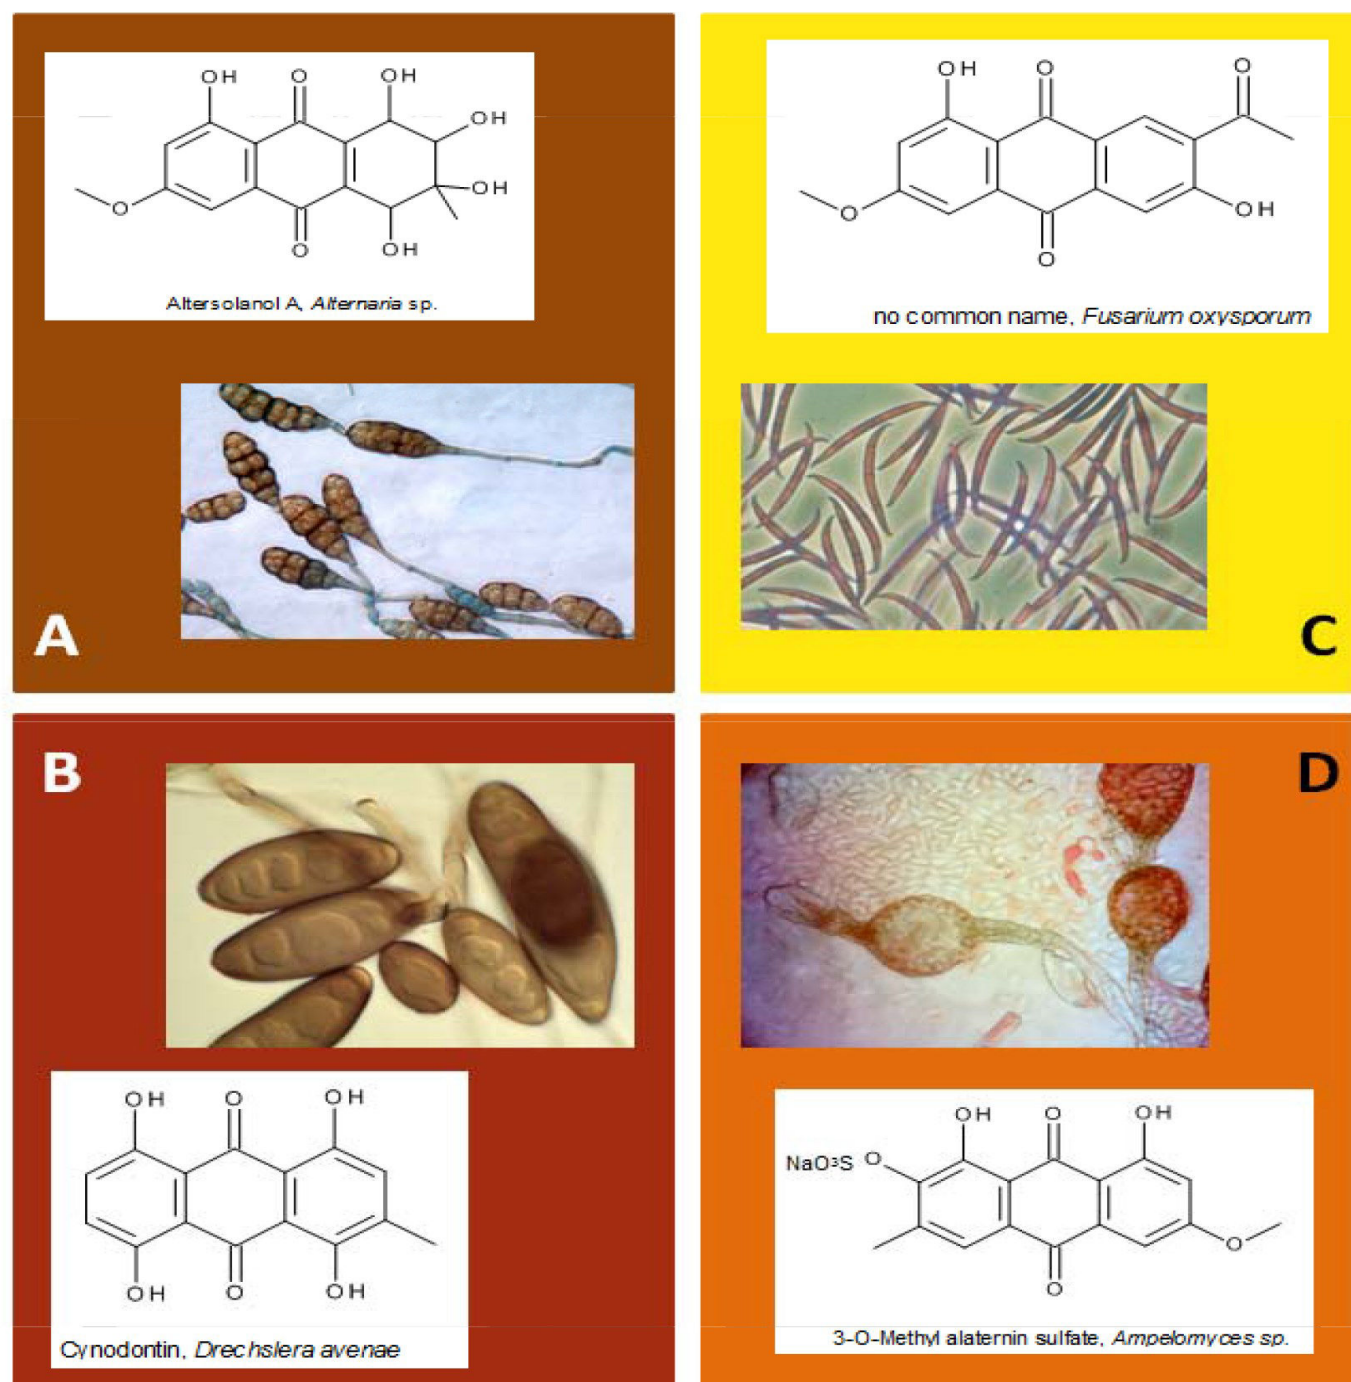 OH O OH
OH
OH
O
O OH
Altersolanol A, Alternaria sp.
A
OH O O
O
O
OH
no common name, Fusarium oxysporum
C
B
OH O OH
OH O OH
Cynodontin, Drechslera avenae
D
OH O OH
NaO3S O
O
O
3-O-Methyl alaternin sulfate, Ampelomyces sp.